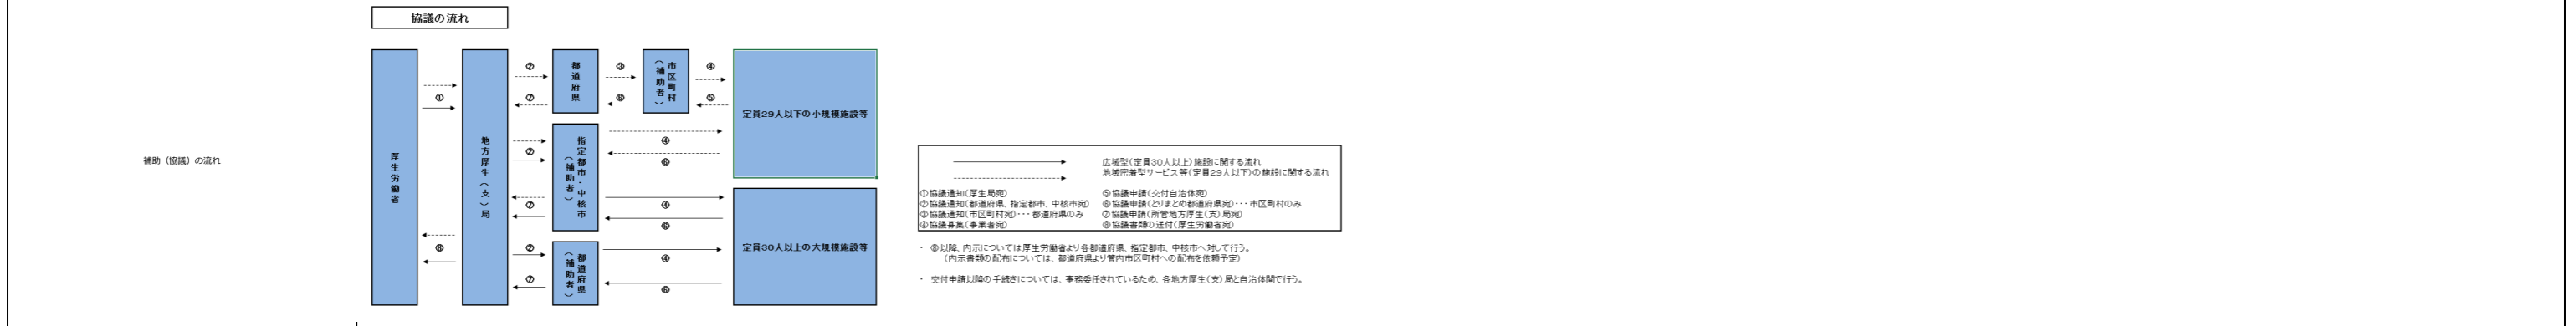 協議の流れ
補助（協議）の流れ
厚生労働省
地方厚生（支）局
都道府県
市区町村
（補助者）
指定都市・中核市
（補助者）
都道府県
（補助者）
定員29人以下の小規模施設等
定員30人以上の大規模施設等
①
②
⑦
③
⑥
④
⑤
②
⑦
④
⑥
④
⑥
⑧
②
⑦
④
⑥
広域型（定員30人以上）施設に関する流れ
地域密着型サービス等（定員29人以下）の施設に関する流れ
①協議通知（厚生局宛）
⑤協議申請（交付自治体宛）
②協議通知（都道府県、指定都市、中核市宛）
⑥協議申請（とりまとめ都道府県宛）・・・市区町村のみ
③協議通知（市区町村宛）・・・都道府県のみ
⑦協議申請（所管地方厚生（支）局宛）
④協議募集（事業者宛）
⑧協議書類の送付（厚生労働省宛）
・ ⑧以降、内示については厚生労働省より各都道府県、指定都市、中核市へ対して行う。
（内示書類の配布については、都道府県より管内市区町村への配布を依頼予定）
・ 交付申請以降の手続きについては、事務委任されているため、各地方厚生（支）局と自治体間で行う。